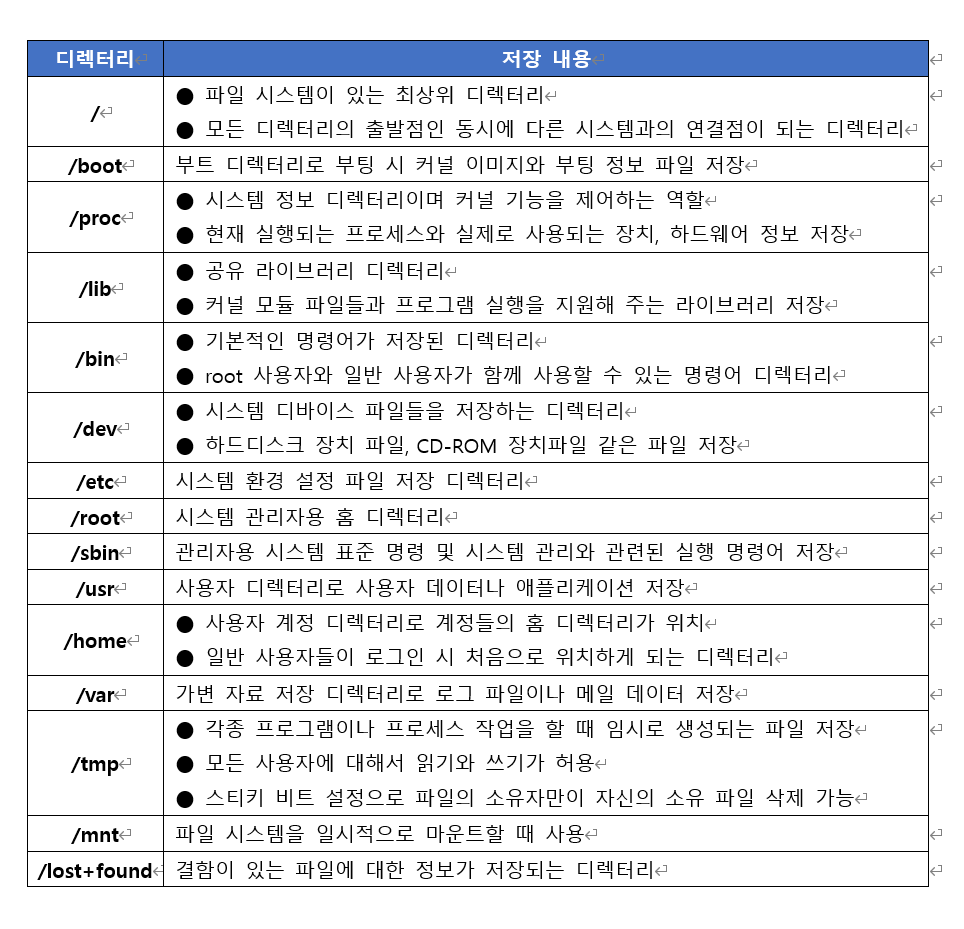 디렉터리 저장 내용
/
● 파일 시스템이 있는 최상위 디렉터리
● 모든 디렉터리의 출발점인 동시에 다른 시스템과의 연결점이 되는 디렉터리
/boot 부트 디렉터리로 부팅 시 커널 이미지와 부팅 정보 파일 저장
/proc
● 시스템 정보 디렉터리이며 커널 기능을 제어하는 역할
● 현재 실행되는 프로세스와 실제로 사용되는 장치, 하드웨어 정보 저장
/lib
● 공유 라이브러리 디렉터리
● 커널 모듈 파일들과 프로그램 실행을 지원해 주는 라이브러리 저장
/bin
● 기본적인 명령어가 저장된 디렉터리
● root 사용자와 일반 사용자가 함께 사용할 수 있는 명령어 디렉터리
/dev
● 시스템 디바이스 파일들을 저장하는 디렉터리
● 하드디스크 장치 파일, CD-ROM 장치파일 같은 파일 저장
/etc 시스템 환경 설정 파일 저장 디렉터리
/root 시스템 관리자용 홈 디렉터리
/sbin 관리자용 시스템 표준 명령 및 시스템 관리와 관련된 실행 명령어 저장
/usr 사용자 디렉터리로 사용자 데이터나 애플리케이션 저장
/home
● 사용자 계정 디렉터리로 계정들의 홈 디렉터리가 위치
● 일반 사용자들이 로그인 시 처음으로 위치하게 되는 디렉터리
/var 가변 자료 저장 디렉터리로 로그 파일이나 메일 데이터 저장
/tmp
● 각종 프로그램이나 프로세스 작업을 할 때 임시로 생성되는 파일 저장
● 모든 사용자에 대해서 읽기와 쓰기가 허용
● 스티키 비트 설정으로 파일의 소유자만이 자신의 소유 파일 삭제 가능
/mnt 파일 시스템을 일시적으로 마운트할 때 사용
/lost+found 결함이 있는 파일에 대한 정보가 저장되는 디렉터리